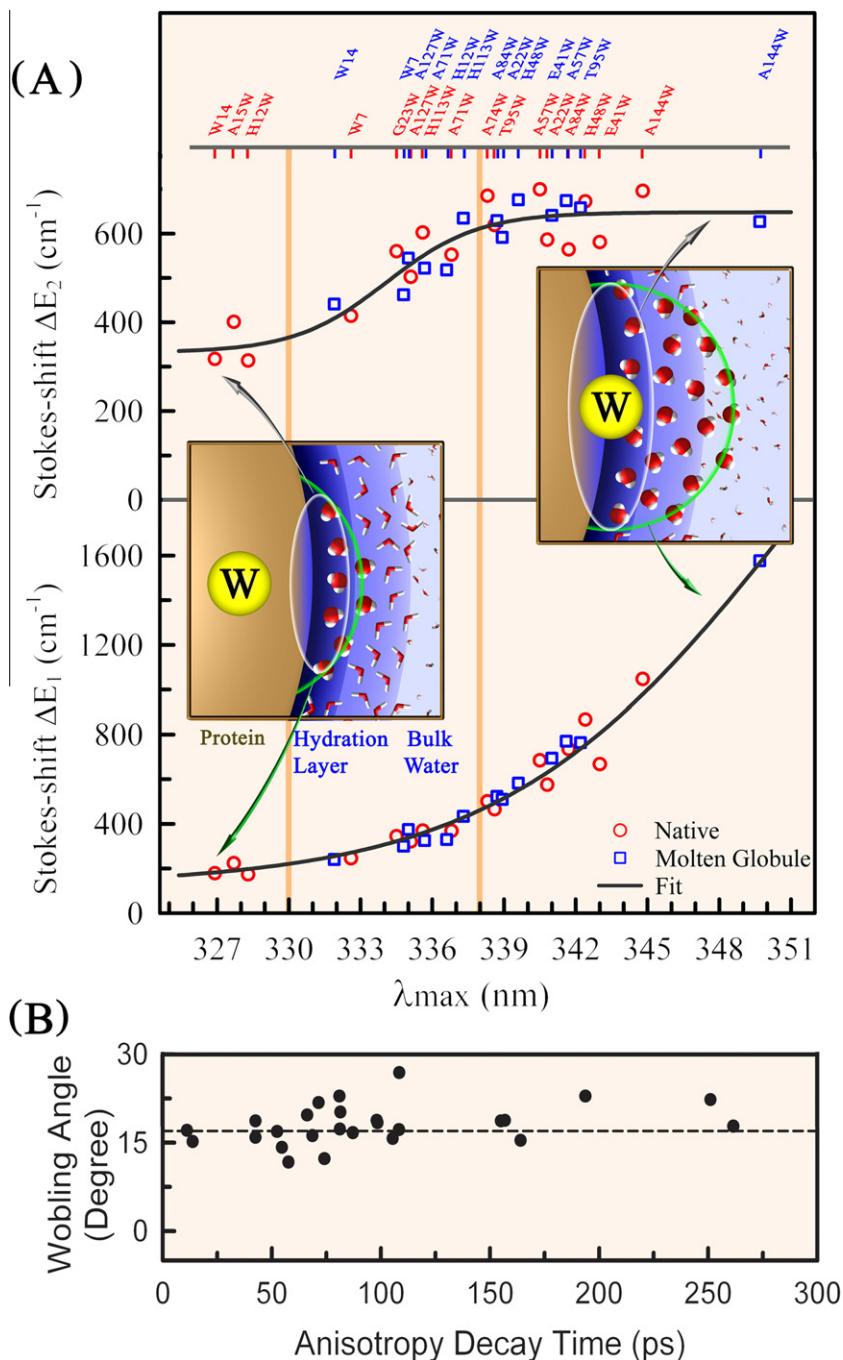 (A)
W14
W7
A127W
A71W
H12W
H113W
A84W
A22W
H48W
E41W
A57W
T95W
A144W
W14
A15W
H12W
W7
G23W
A127W
H113W
A71W
A74W
T95W
A57W
A22W
A84W
H48W
E41W
A144W
Stokes-shift ΔE₂ (cm⁻¹)
600
400
200
0
W
W
Protein
Hydration Layer
Bulk Water
Stokes-shift ΔE₁ (cm⁻¹)
1600
1200
800
400
0
Native
Molten Globule
Fit
327 330 333 336 339 342 345 348 351
λmax (nm)
(B)
Wobling Angle
(Degree)
30
15
0
0 50 100 150 200 250 300
Anisotropy Decay Time (ps)